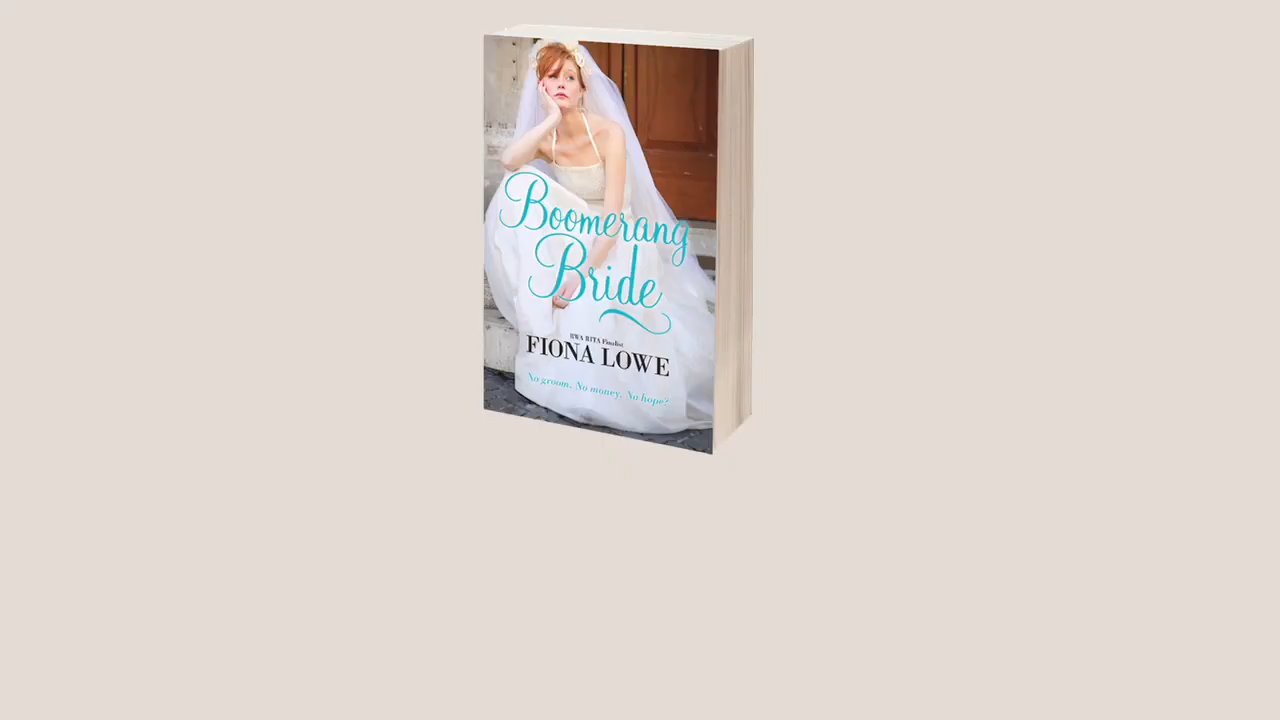 Boomerang
Bride
RWA RITA Finalist
FIONA LOWE
No groom. No money. No hope?